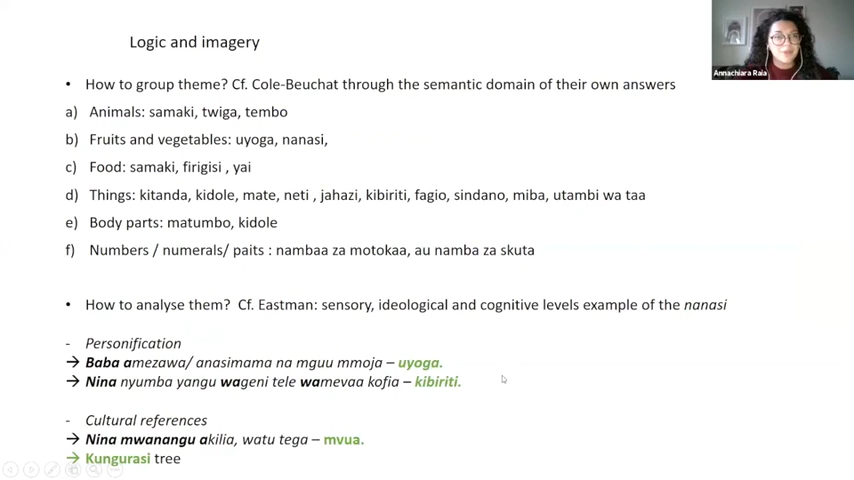 Logic and imagery
Annachiara Raia
• How to group theme? Cf. Cole-Beuchat through the semantic domain of their own answers
a) Animals: samaki, twiga, tembo
b) Fruits and vegetables: uyoga, nanasi,
c) Food: samaki, firigisi , yai
d) Things: kitanda, kidole, mate, neti , jahazi, kibiriti, fagio, sindano, miba, utambi wa taa
e) Body parts: matumbo, kidole
f) Numbers / numerals/ paits : nambaa za motokaa, au namba za skuta
• How to analyse them? Cf. Eastman: sensory, ideological and cognitive levels example of the nanasi
- Personification
→ Baba amezawa/ anasimama na mguu mmoja – uyoga.
→ Nina nyumba yangu wageni tele wamevaa kofia – kibiriti.
- Cultural references
→ Nina mwanangu akilia, watu tega – mvua.
→ Kungurasi tree